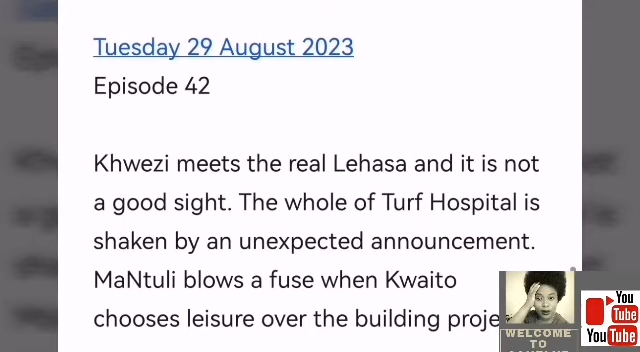 Tuesday 29 August 2023
Episode 42
Khwezi meets the real Lehasa and it is not
a good sight. The whole of Turf Hospital is
shaken by an unexpected announcement.
MaNtuli blows a fuse when Kwaito
chooses leisure over the building
WELCOME
TO
You
Tube
You Tube